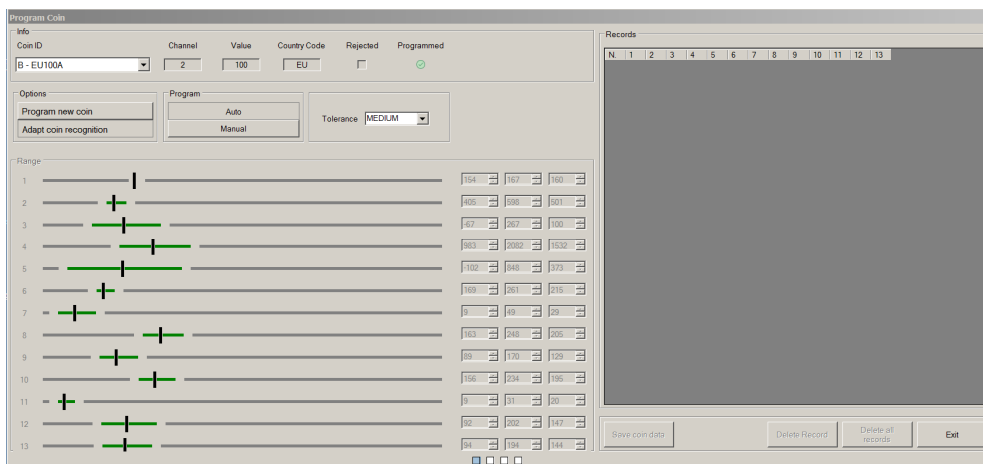 Program Coin
Info
Coin ID Channel Value Country Code Rejected Programmed
B - EU100A 2 100 EU
Options
Program new coin
Adapt coin recognition
Program
Auto
Manual
Tolerance MEDIUM
Range
1 154 167 160
2 405 598 501
3 -67 267 100
4 983 2082 1532
5 -102 848 373
6 169 261 215
7 9 49 29
8 163 248 205
9 89 170 129
10 156 234 195
11 9 31 20
12 92 202 147
13 94 194 144
Records
N. 1 2 3 4 5 6 7 8 9 10 11 12 13
Save coin data
Delete Record
Delete all
records
Exit